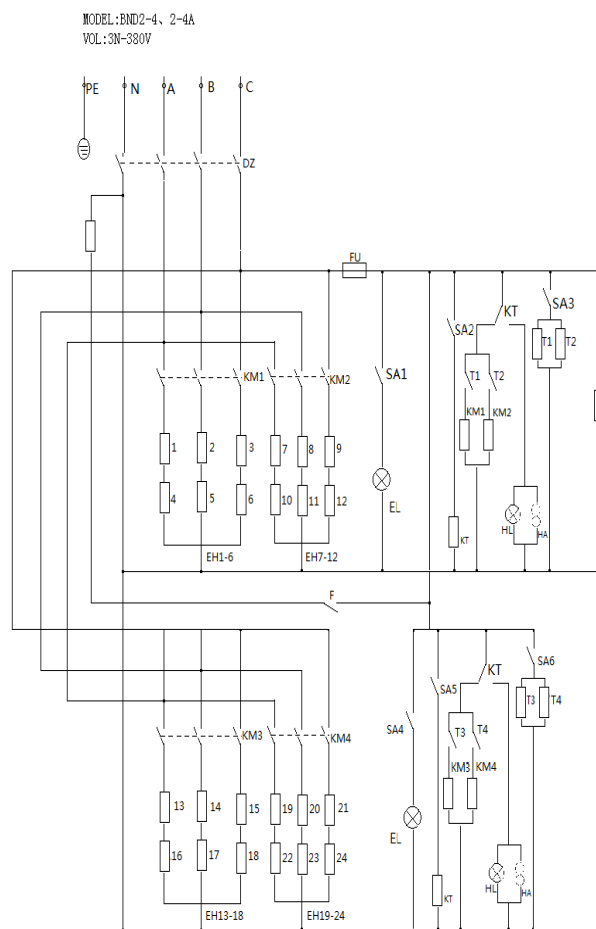 MODEL:BND2-4、2-4A
VOL:3N-380V
PE N A B C
DZ
FU
SA2 KT SA3
T1 T2
KM1 KM2 SA1 T1 T2
KM1 KM2
1 2 3 7 8 9
4 5 6 10 11 12
EL
HL HA
KT
EH1-6 EH7-12
F
KT SA6
SA5
T3 T4
SA4 T3 T4
KM3 KM4
KM3 KM4
13 14 15 19 20 21
EL
16 17 18 22 23 24
HL HA
KT
EH13-18 EH19-24